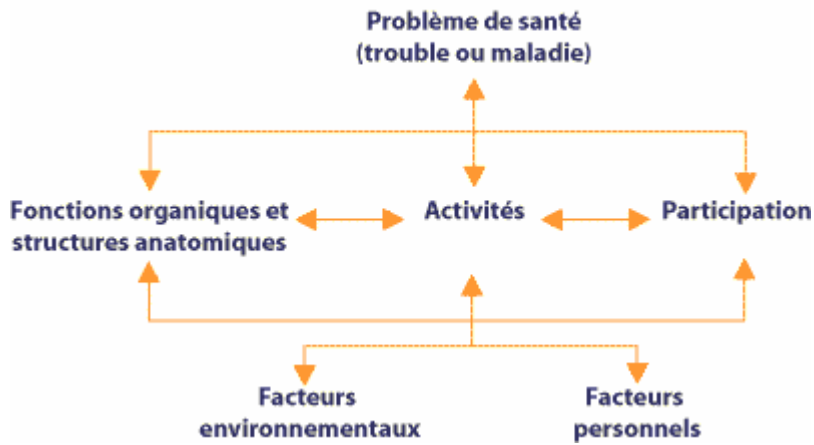 Problème de santé
(trouble ou maladie)
Fonctions organiques et
structures anatomiques
Activités
Participation
Facteurs
environnementaux
Facteurs
personnels